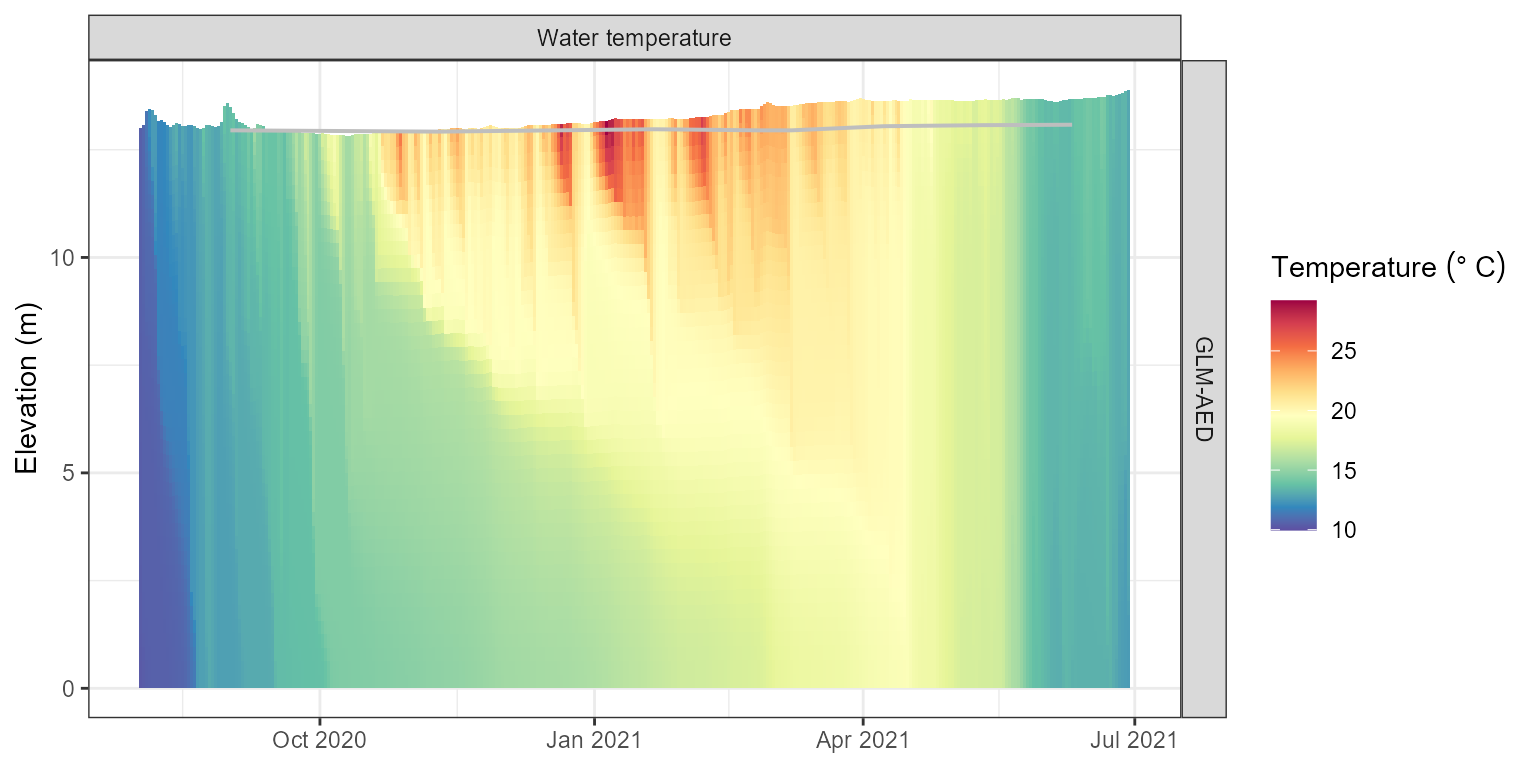 Water temperature
GLM-AED
Elevation (m)
10
5
0
Oct 2020
Jan 2021
Apr 2021
Jul 2021
Temperature (° C)
25
20
15
10